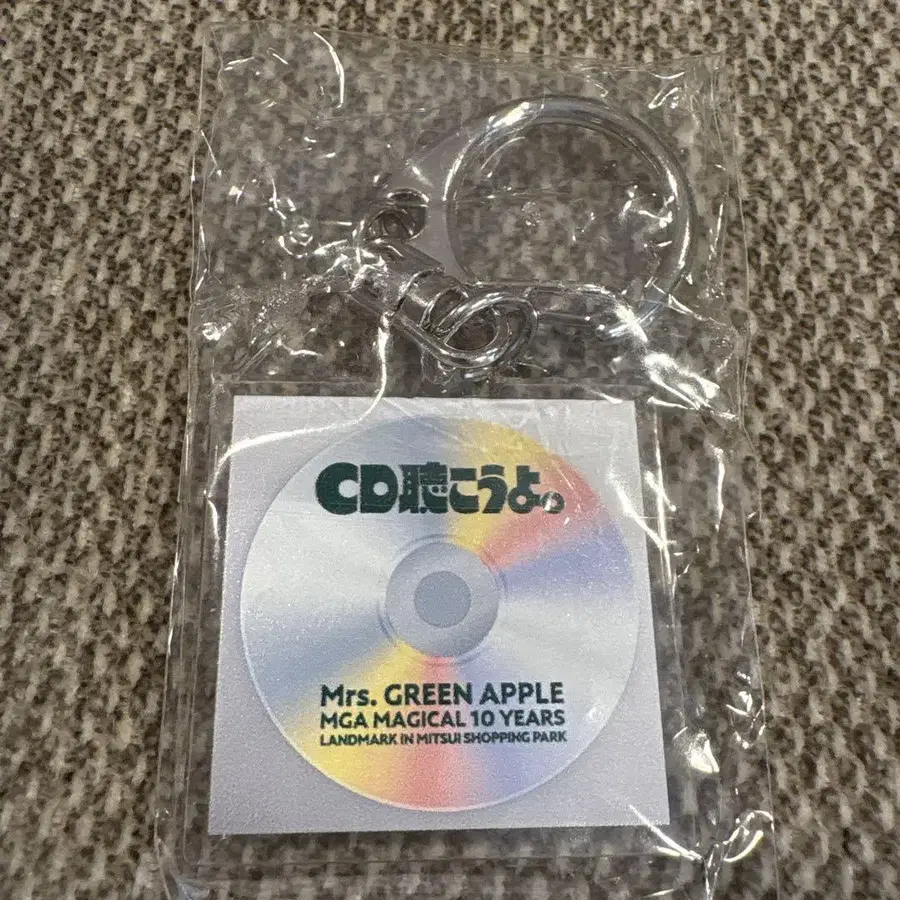 CD聴こうよ。
Mrs. GREEN APPLE
MGA MAGICAL 10 YEARS
LANDMARK IN MITSUI SHOPPING PARK